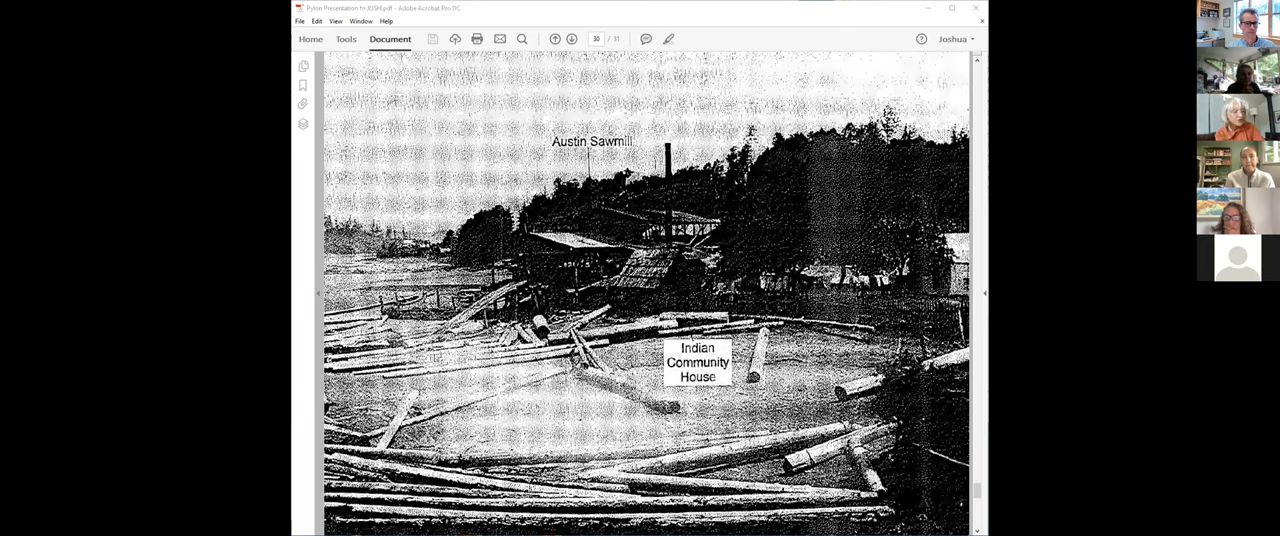 Pylon Presentation to JOSH.pdf - Adobe Acrobat Pro DC
File Edit View Window Help
Home Tools Document
30 / 31
Joshua
Austin Sawmill
Indian
Community
House